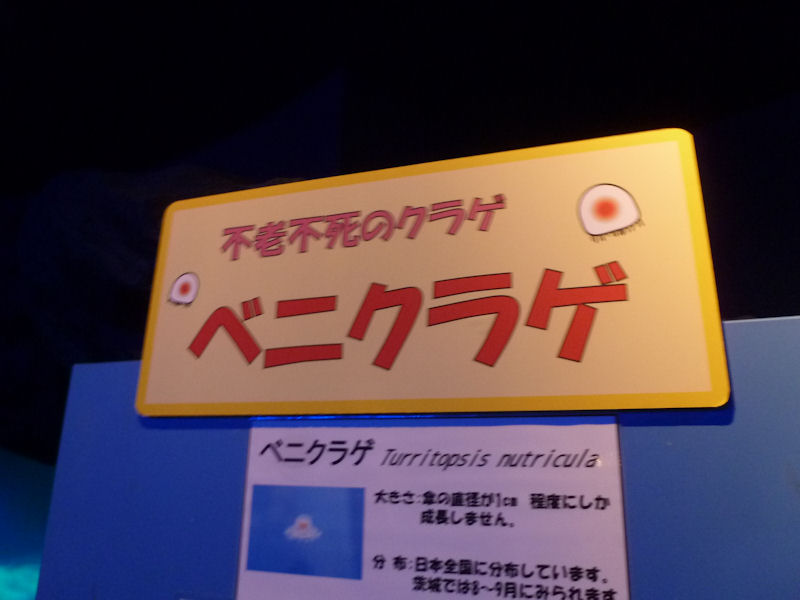 不老不死のクラゲ
ベニクラゲ
ベニクラゲ Turritopsis nutricula
大きさ:傘の直径が1cm 程度にしか
成長しません。
分 布:日本全国に分布しています。
茨城では8〜9月にみられます